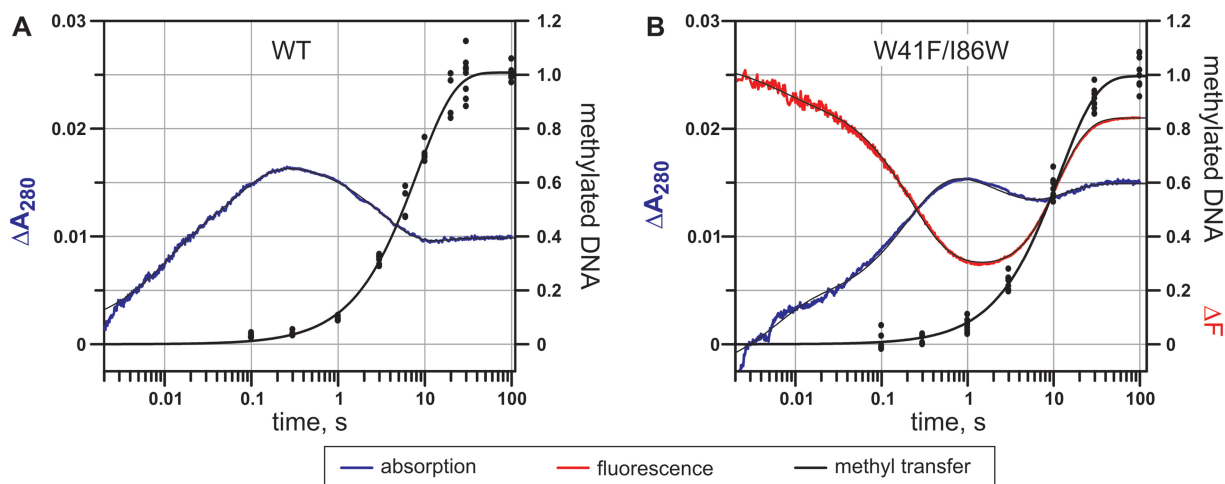 A
WT
0.03
0.02
0.01
0
ΔA280
1.2
1.0
0.8
0.6
0.4
0.2
0
methylated DNA
0.01 0.1 1 10 100
time, s
B
W41F/I86W
0.03
0.02
0.01
0
ΔA280
1.2
1.0
0.8
0.6
0.4
0.2
0
methylated DNA
ΔF
0.01 0.1 1 10 100
time, s
absorption fluorescence methyl transfer